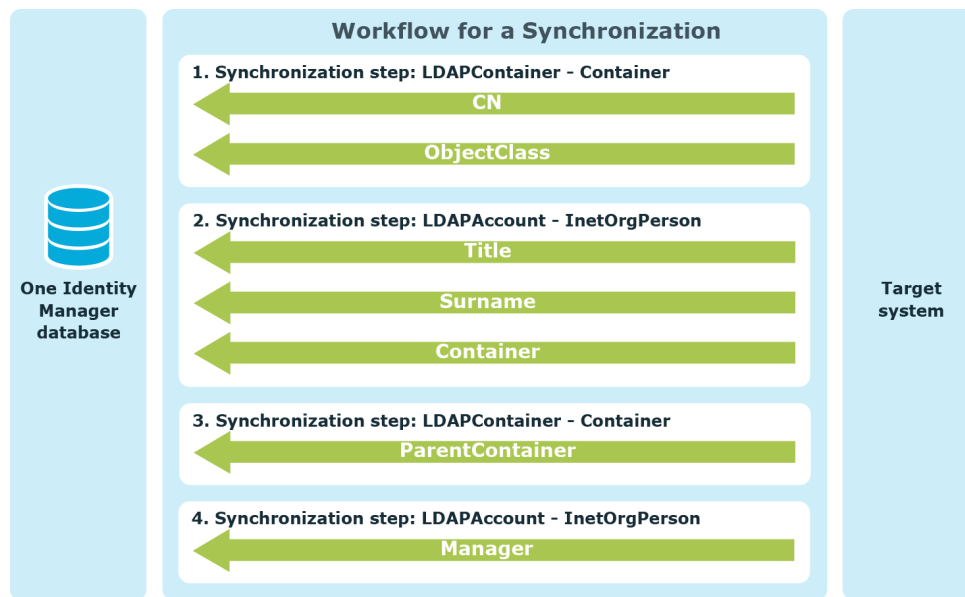 Workflow for a Synchronization
1. Synchronization step: LDAPContainer - Container
CN
ObjectClass
2. Synchronization step: LDAPAccount - InetOrgPerson
Title
Surname
Container
3. Synchronization step: LDAPContainer - Container
ParentContainer
4. Synchronization step: LDAPAccount - InetOrgPerson
Manager
One Identity
Manager
database
Target
system